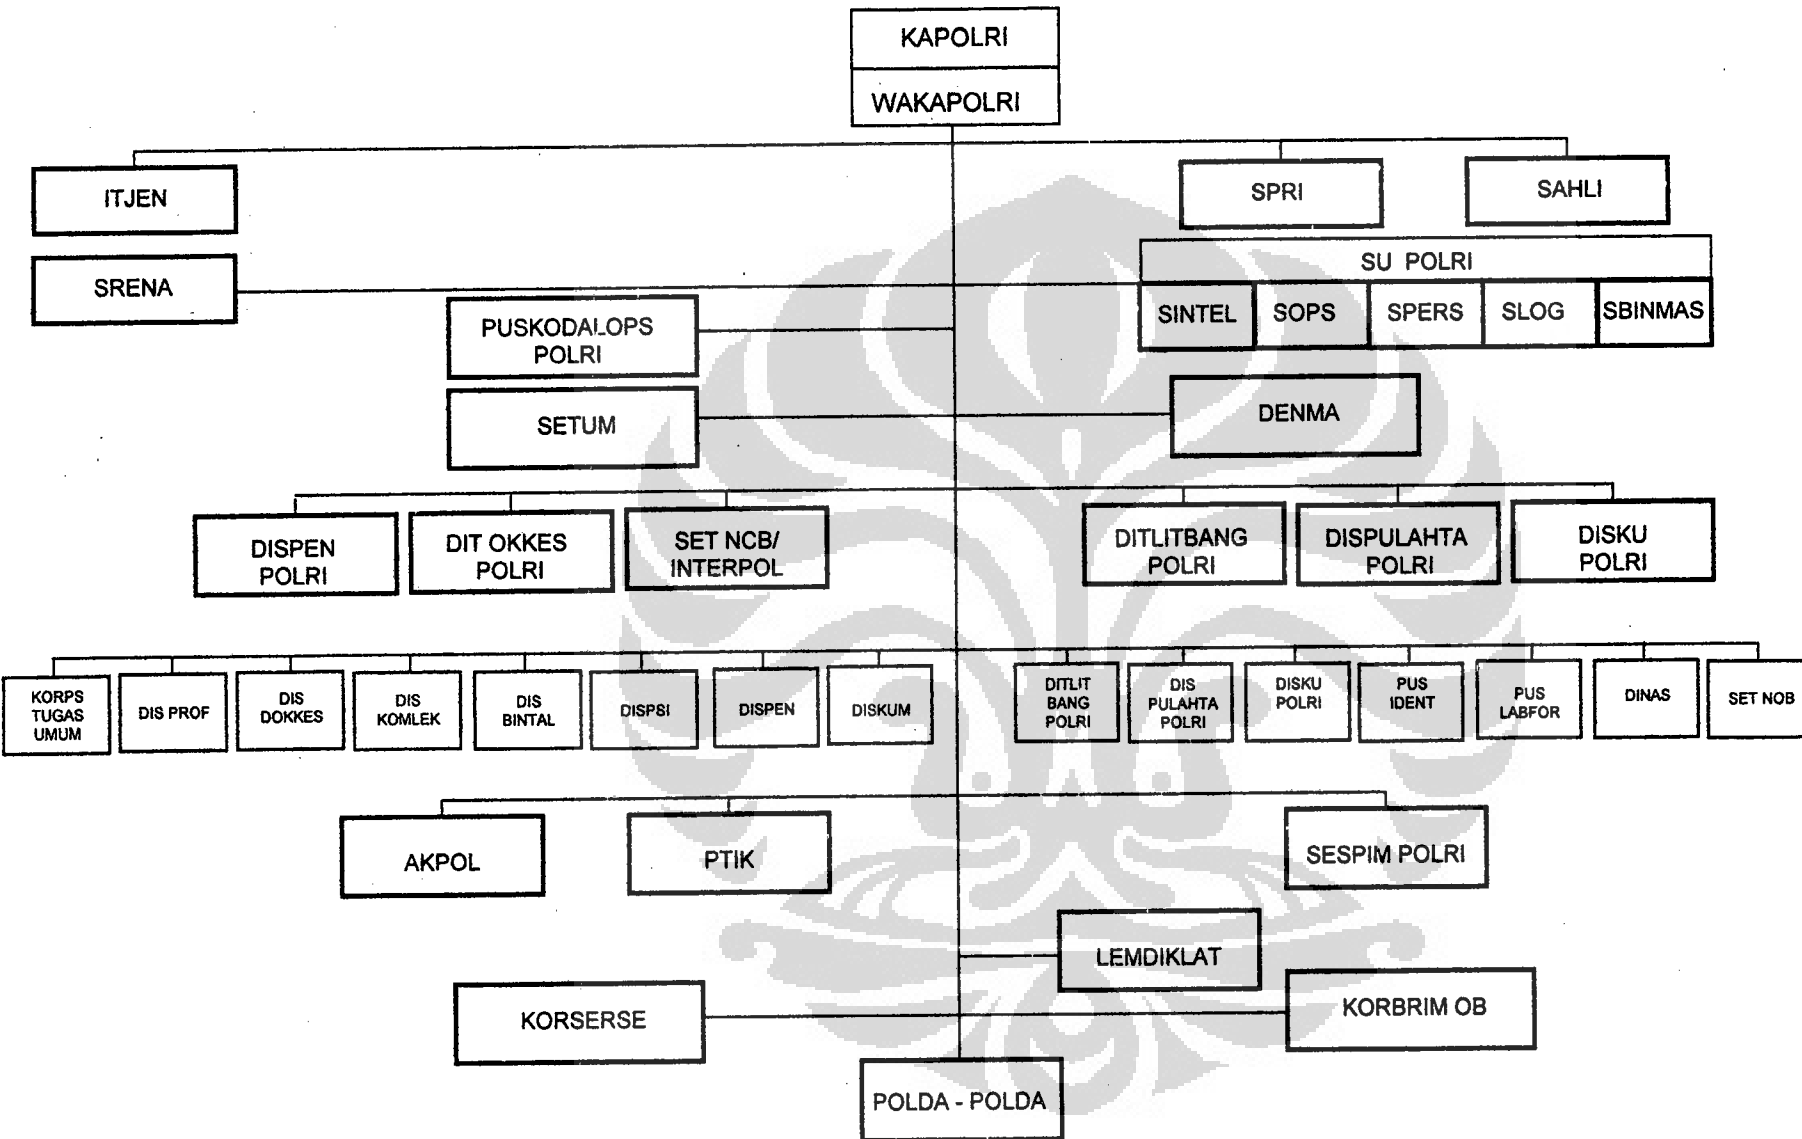 KAPOLRI
WAKAPOLRI
ITJEN
SPRI
SAHLI
SRENA
SU POLRI
SINTEL
SOPS
SPERS
SLOG
SBINMAS
PUSKODALOPS
POLRI
SETUM
DENMA
DISPEN
POLRI
DIT OKKES
POLRI
SET NCB/
INTERPOL
DITLITBANG
POLRI
DISPULAHTA
POLRI
DISKU
POLRI
KORPS
TUGAS
UMUM
DIS PROF
DIS
DOKKES
DIS
KOMLEK
DIS
BINTAL
DISPSI
DISPEN
DISKUM
DITLIT
BANG
POLRI
DIS
PULAHTA
POLRI
DISKU
POLRI
PUS
IDENT
PUS
LABFOR
DINAS
SET NOB
AKPOL
PTIK
SESPIM POLRI
LEMDIKLAT
KORSERSE
KORBRIM OB
POLDA - POLDA